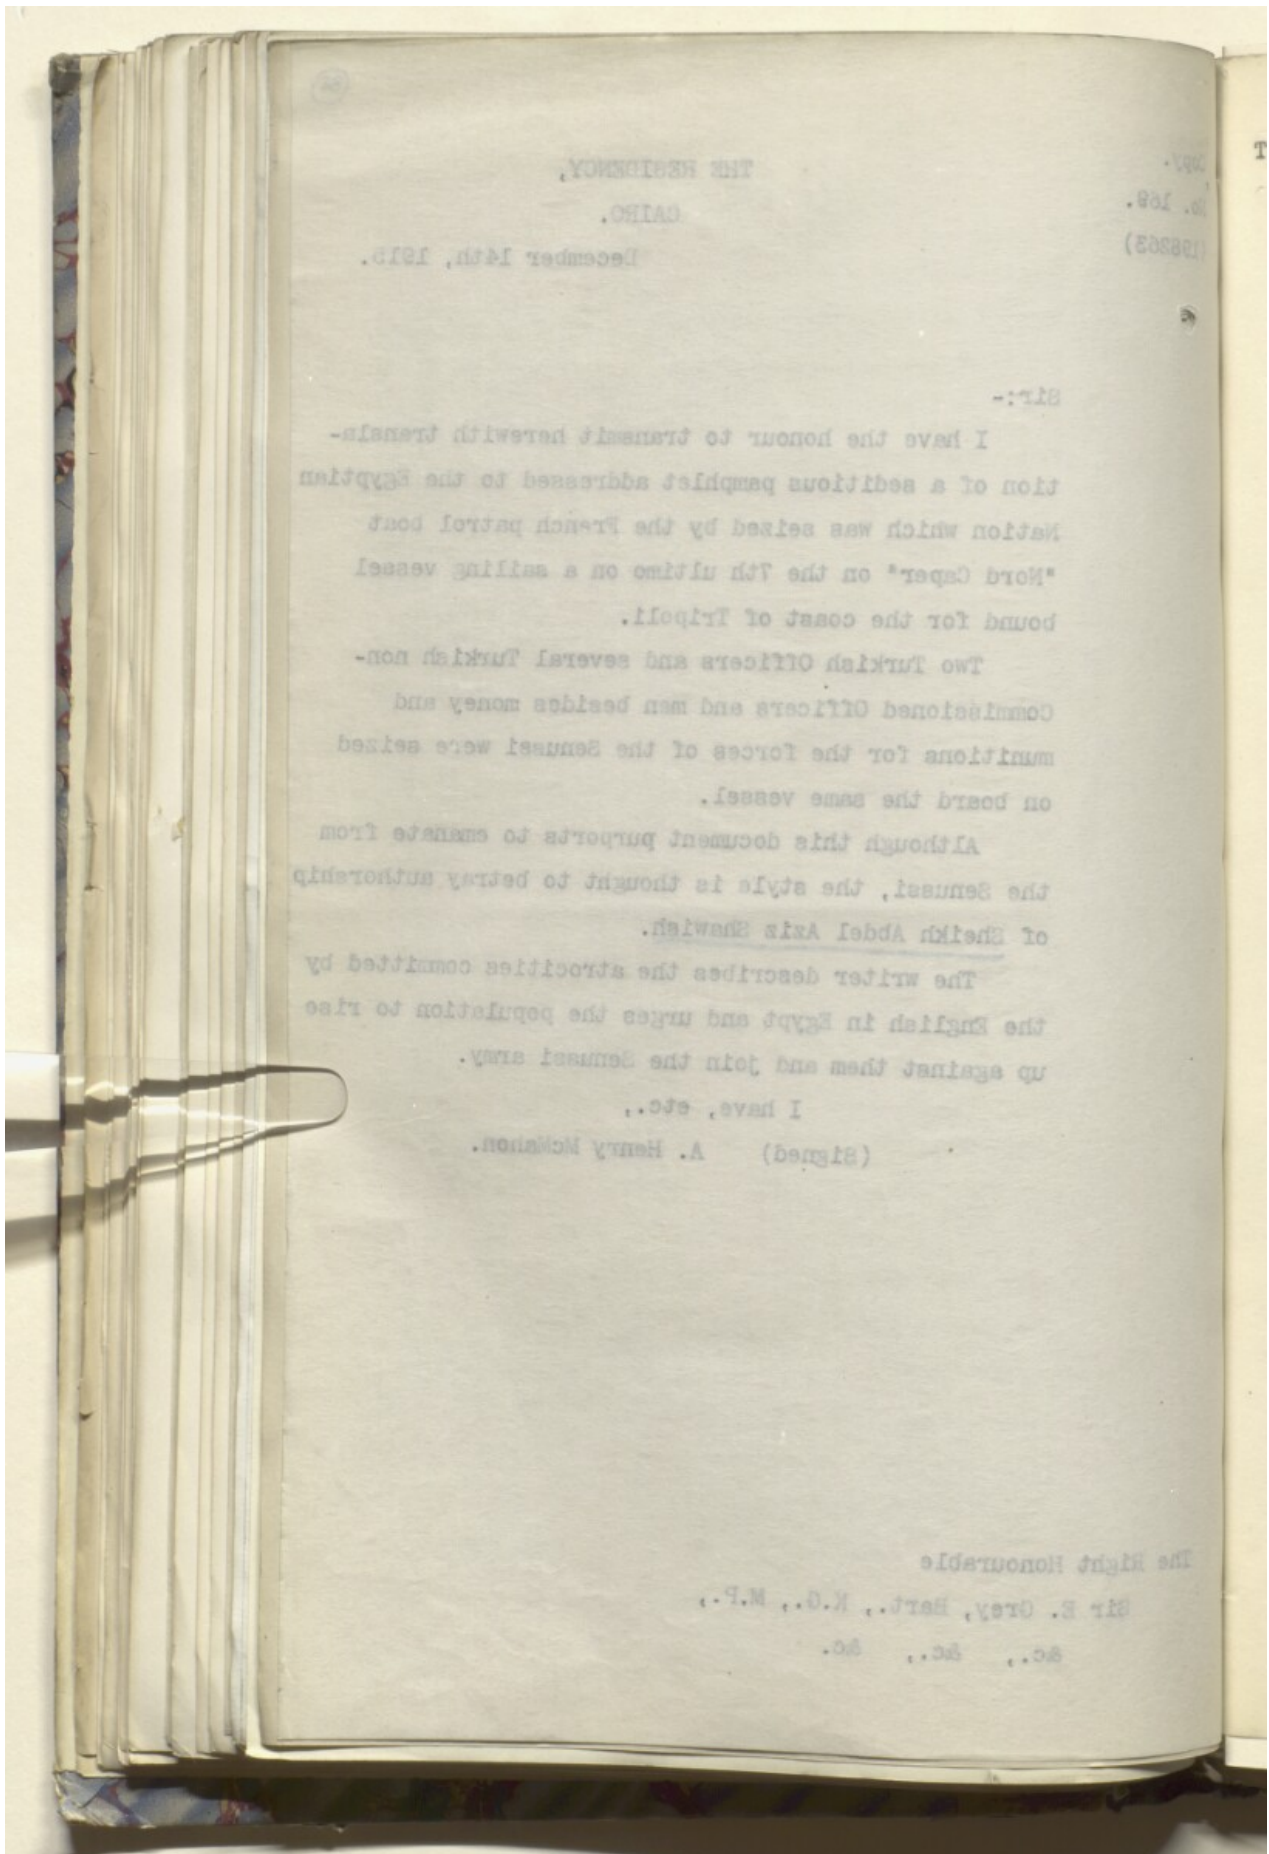 Copy.
No. 169.
(198263)
THE RESIDENCY,
CAIRO.
December 14th, 1915.
Sir:-
I have the honour to transmit herewith transla-
tion of a seditious pamphlet addressed to the Egyptian
Nation which was seized by the French patrol boat
"Nord Caper" on the 7th ultimo on a sailing vessel
bound for the coast of Tripoli.
Two Turkish Officers and several Turkish non-
Commissioned Officers and men besides money and
munitions for the forces of the Senussi were seized
on board the same vessel.
Although this document purports to emanate from
the Senussi, the style is thought to betray authorship
of Sheikh Abdel Aziz Shawish.
The writer describes the atrocities committed by
the English in Egypt and urges the population to rise
up against them and join the Senussi army.
I have, etc.,
(Signed) A. Henry McMahon.
The Right Honourable
Sir E. Grey, Bart., K.G., M.P.,
&c., &c., &c.
T